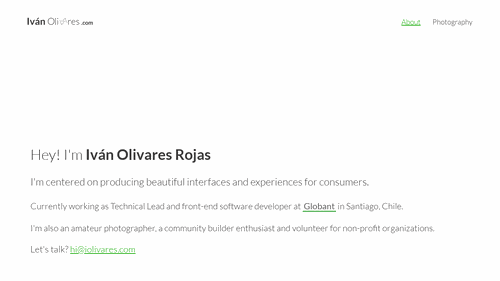 Iván Olivares.com
About Photography
Hey! I'm Iván Olivares Rojas
I'm centered on producing beautiful interfaces and experiences for consumers.
Currently working as Technical Lead and front-end software developer at Globant in Santiago, Chile.
I'm also an amateur photographer, a community builder enthusiast and volunteer for non-profit organizations.
Let's talk? hi@iolivares.com